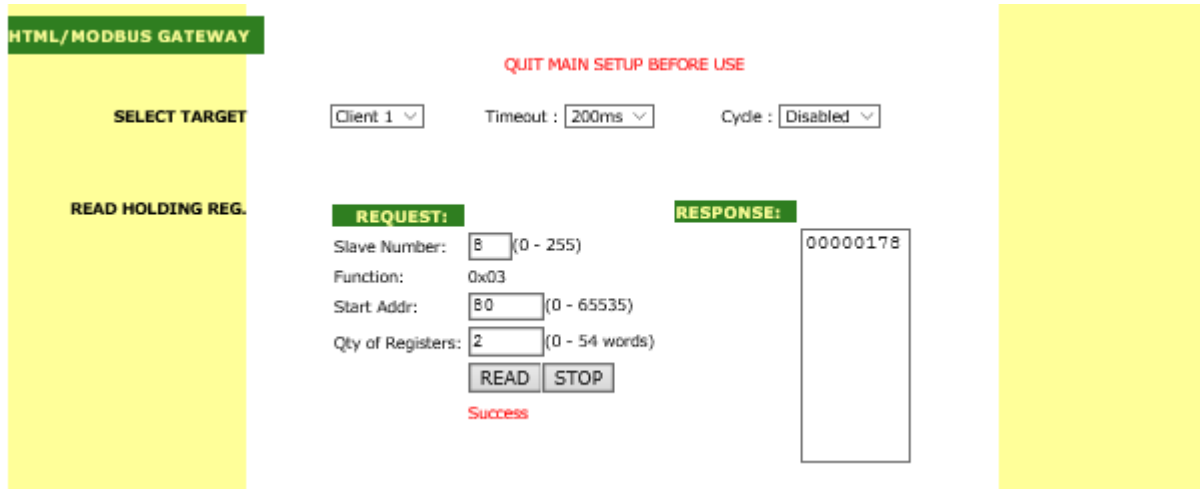 HTML/MODBUS GATEWAY
QUIT MAIN SETUP BEFORE USE
SELECT TARGET Client 1 Timeout : 200ms Cycle : Disabled
READ HOLDING REG.
REQUEST: RESPONSE:
Slave Number: 8 (0 - 255) 00000178
Function: 0x03
Start Addr: 80 (0 - 65535)
Qty of Registers: 2 (0 - 54 words)
READ STOP
Success